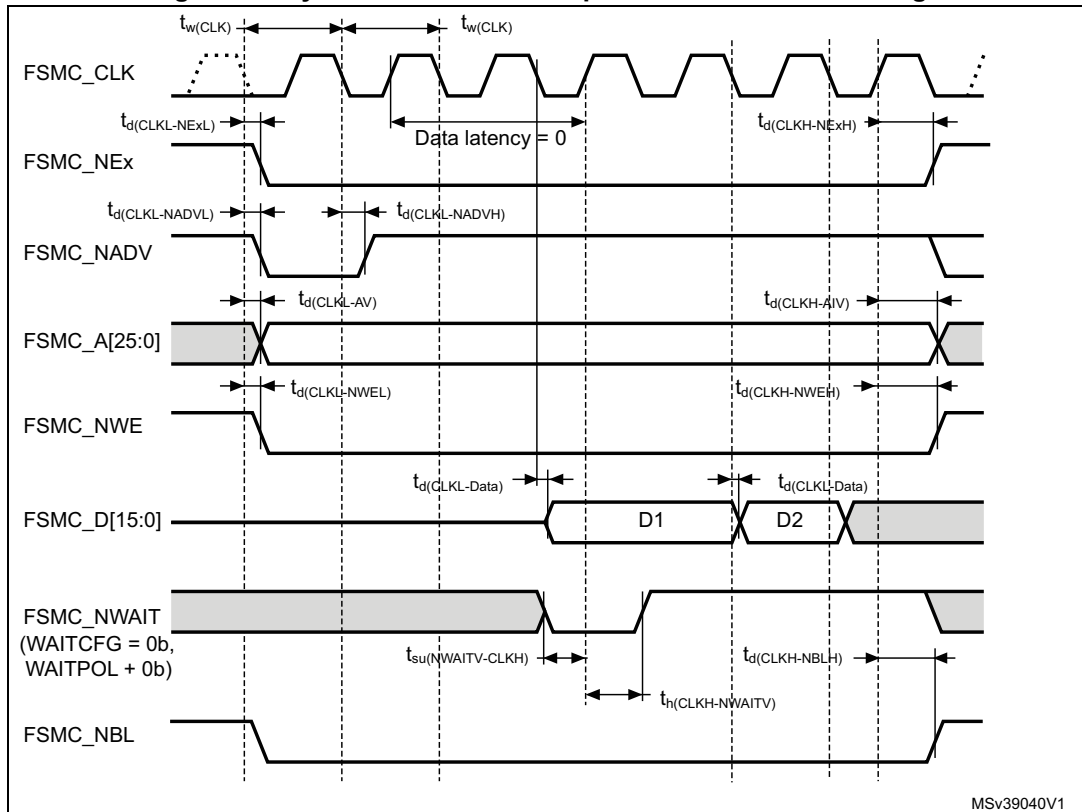 tw(CLK) tw(CLK)
FSMC_CLK
td(CLKL-NExL) Data latency = 0 td(CLKH-NExH)
FSMC_NEx
td(CLKL-NADVL) td(CLKL-NADVH)
FSMC_NADV
td(CLKL-AV) td(CLKH-AIV)
FSMC_A[25:0]
td(CLKL-NWEL) td(CLKH-NWEH)
FSMC_NWE
td(CLKL-Data) td(CLKL-Data)
FSMC_D[15:0] D1 D2
FSMC_NWAIT
(WAITCFG = 0b,
WAITPOL + 0b)
tsu(NWAITV-CLKH) td(CLKH-NBLH)
th(CLKH-NWAITV)
FSMC_NBL
MSv39040V1